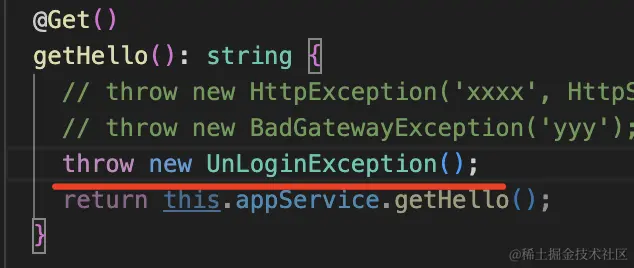 @Get()
getHello(): string {
// throw new HttpException('xxxx', HttpS
// throw new BadGatewayException('yyy');
throw new UnLoginException();
return this.appService.getHello();
}
@稀土掘金技术社区